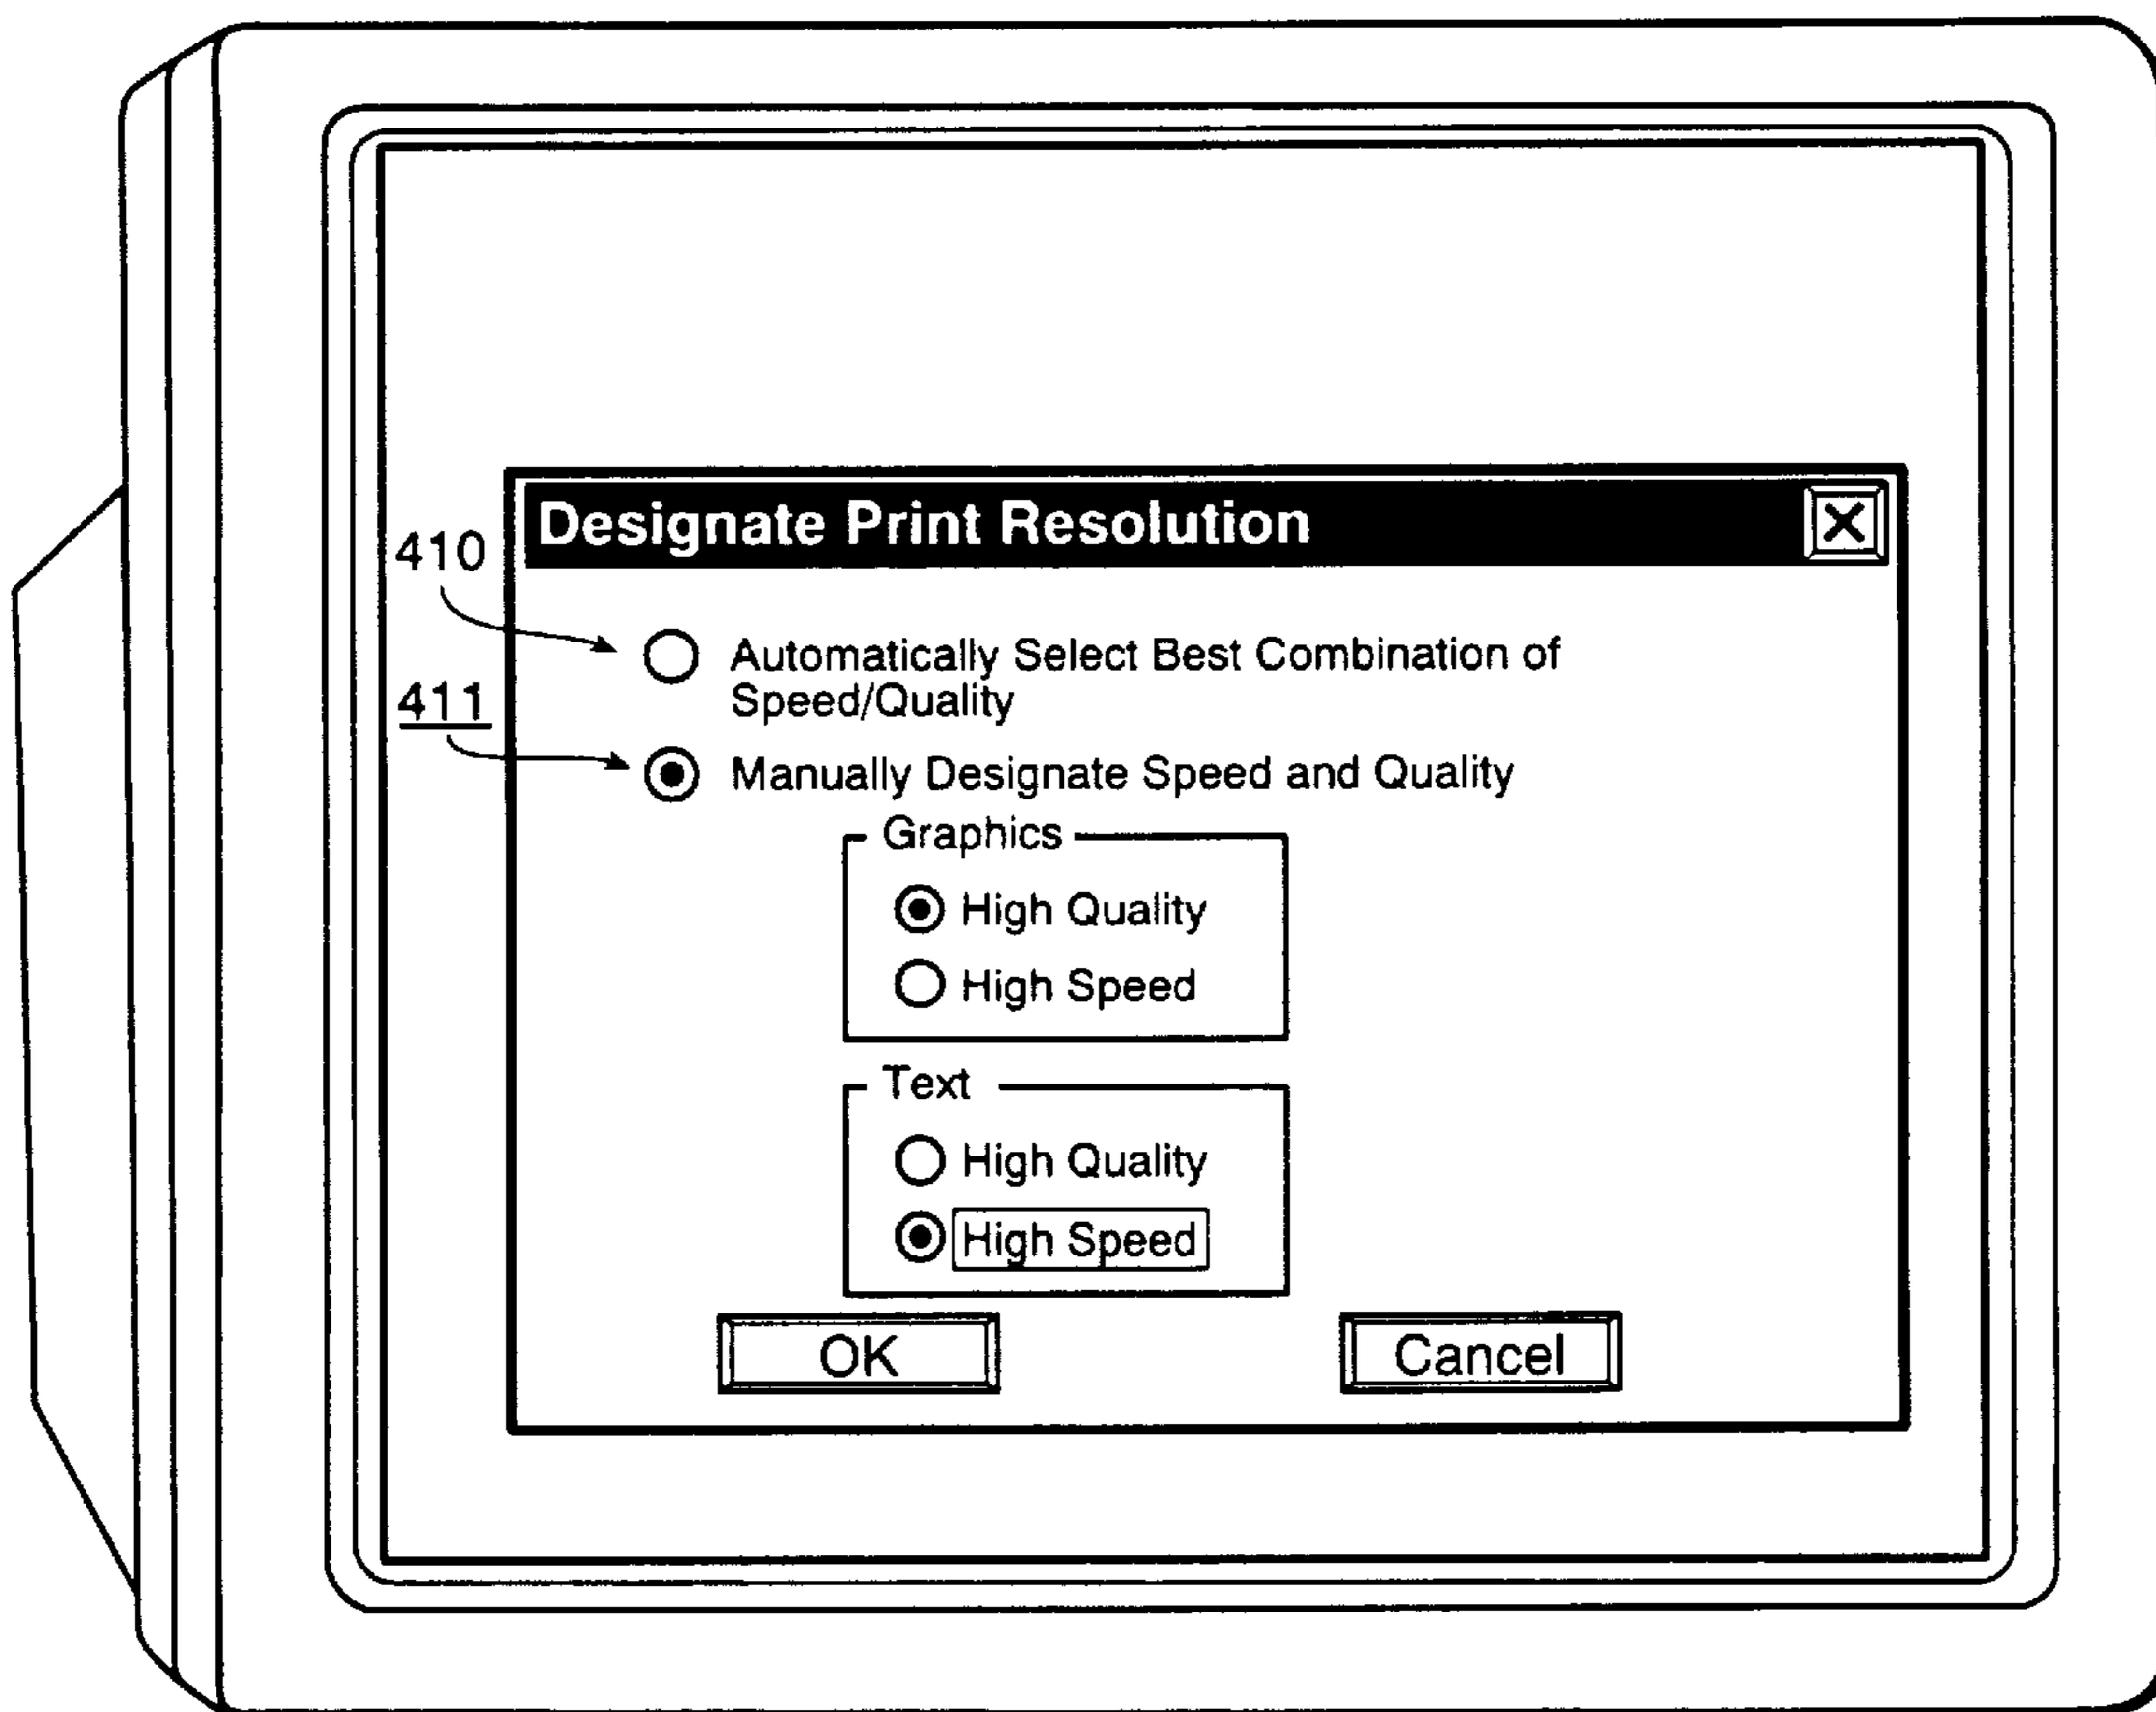 Designate Print Resolution
410
Automatically Select Best Combination of
Speed/Quality
411
Manually Designate Speed and Quality
Graphics
High Quality
High Speed
Text
High Quality
High Speed
OK
Cancel